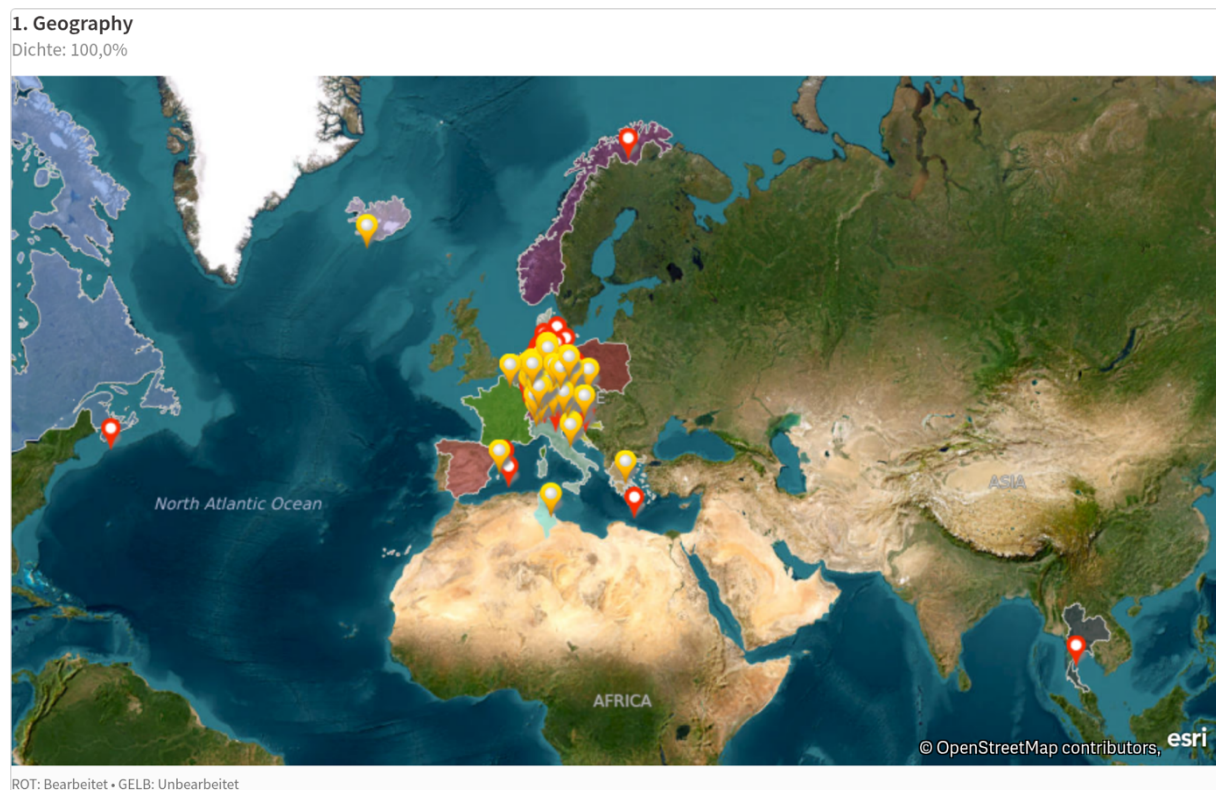 1. Geography
Dichte: 100,0%
North Atlantic Ocean
ASIA
AFRICA
© OpenStreetMap contributors,
esri
ROT: Bearbeitet • GELB: Unbearbeitet